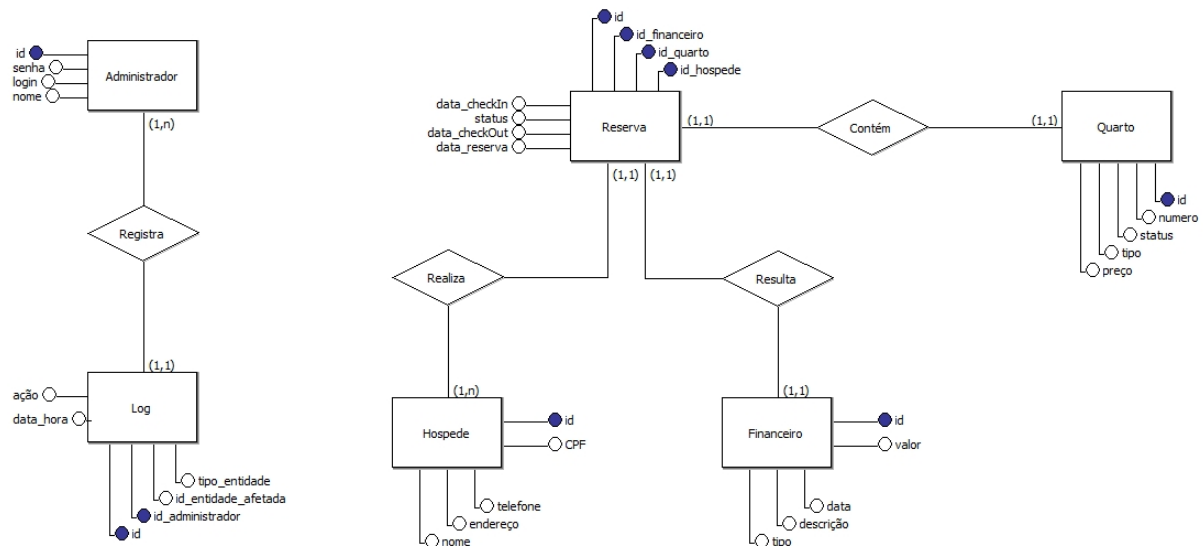 Administrador
id
senha
login
nome
(1,n)
Registra
(1,1)
Log
ação
data_hora
tipo_entidade
id_entidade_afetada
id_administrador
id
id
id_financeiro
id_quarto
id_hospede
data_checkIn
status
data_checkOut
data_reserva
Reserva
(1,1)
Contém
(1,1)
Quarto
id
numero
status
tipo
preço
(1,1)
(1,1)
Realiza
Resulta
(1,n)
Hospede
id
CPF
telefone
endereço
nome
(1,1)
Financeiro
id
valor
data
descrição
tipo